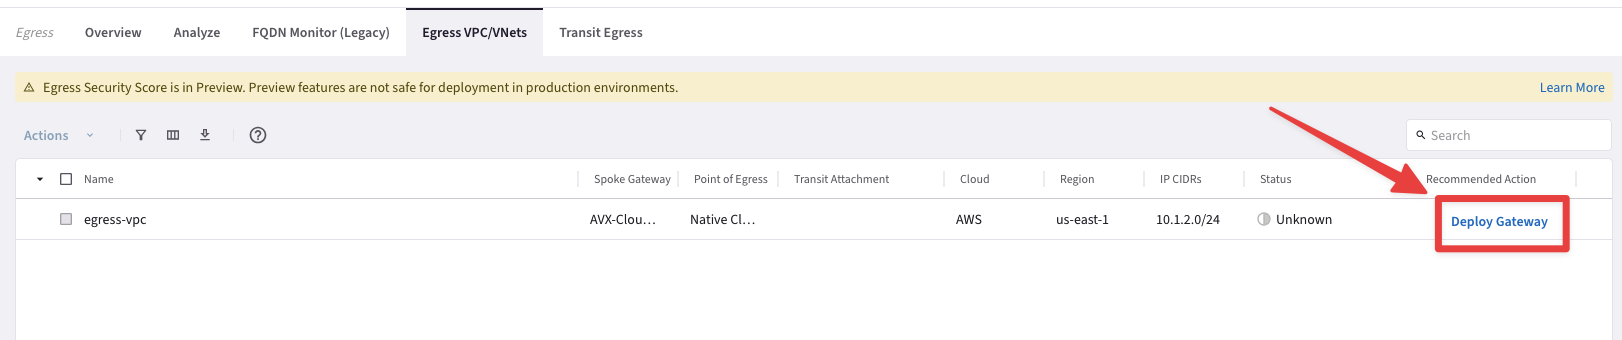 Egress Overview Analyze FQDN Monitor (Legacy) Egress VPC/VNets Transit Egress
Egress Security Score is in Preview. Preview features are not safe for deployment in production environments. Learn More
Actions Search
Name Spoke Gateway Point of Egress Transit Attachment Cloud Region IP CIDRs Status Recommended Action
egress-vpc AVX-Clou… Native Cl… AWS us-east-1 10.1.2.0/24 Unknown Deploy Gateway